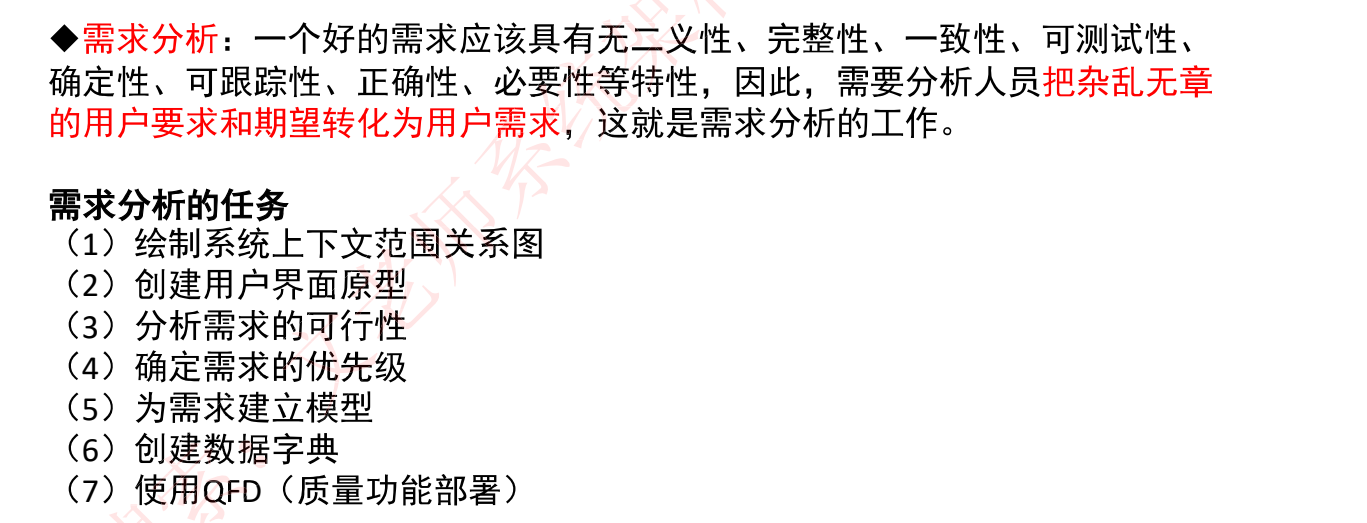 ◆需求分析：一个好的需求应该具有无二义性、完整性、一致性、可测试性、
确定性、可跟踪性、正确性、必要性等特性，因此，需要分析人员把杂乱无章
的用户要求和期望转化为用户需求，这就是需求分析的工作。
需求分析的任务
（1）绘制系统上下文范围关系图
（2）创建用户界面原型
（3）分析需求的可行性
（4）确定需求的优先级
（5）为需求建立模型
（6）创建数据字典
（7）使用QFD（质量功能部署）
文老师系统架